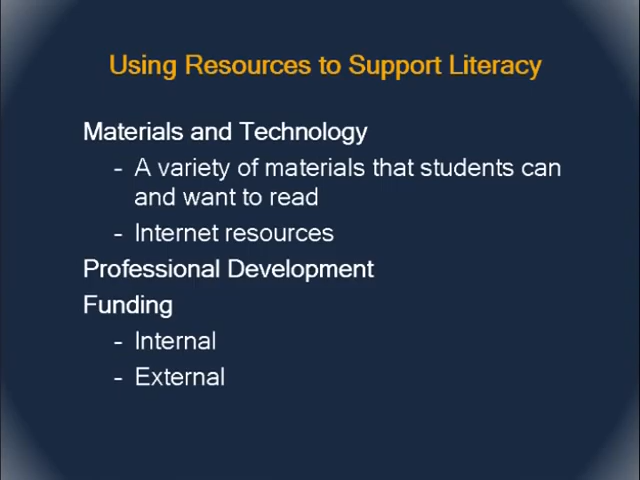 Using Resources to Support Literacy
Materials and Technology
- A variety of materials that students can
and want to read
- Internet resources
Professional Development
Funding
- Internal
- External